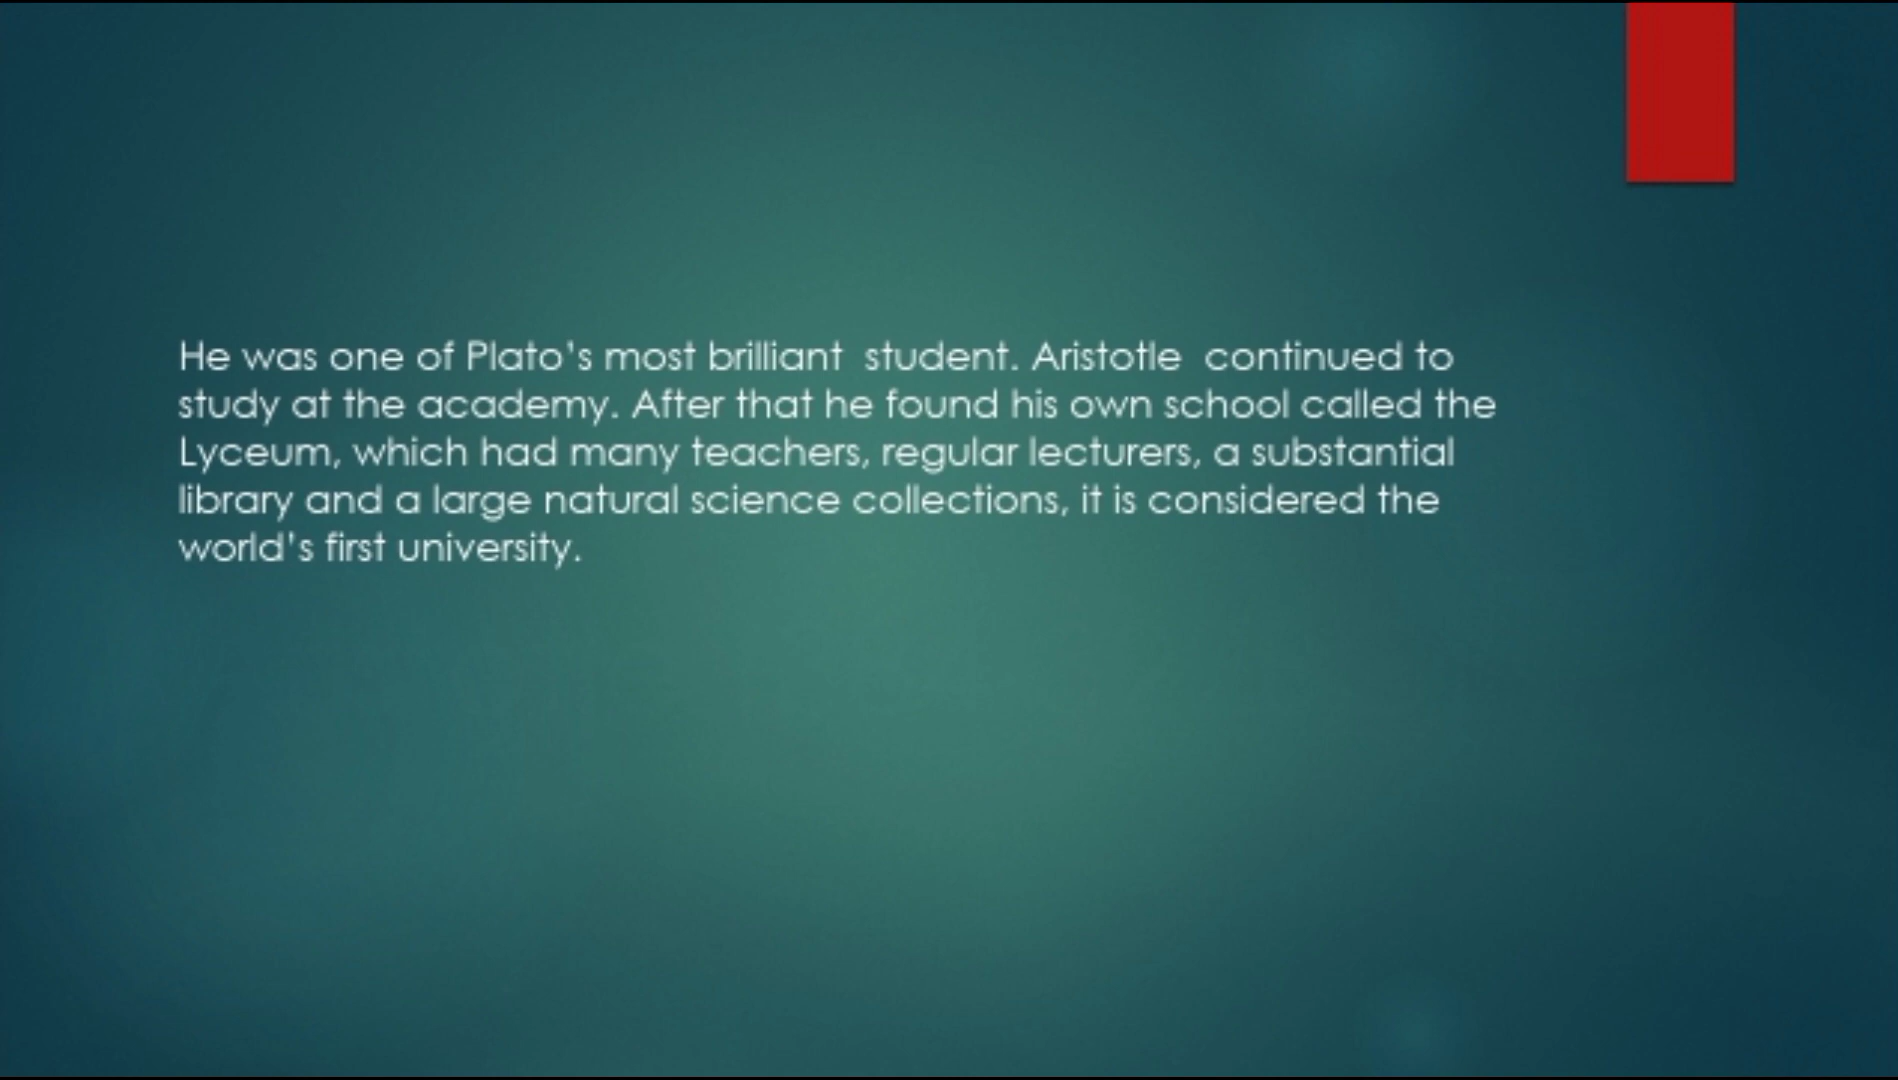 He was one of Plato’s most brilliant  student. Aristotle  continued to
study at the academy. After that he found his own school called the
Lyceum, which had many teachers, regular lecturers, a substantial
library and a large natural science collections, it is considered the
world’s first university.